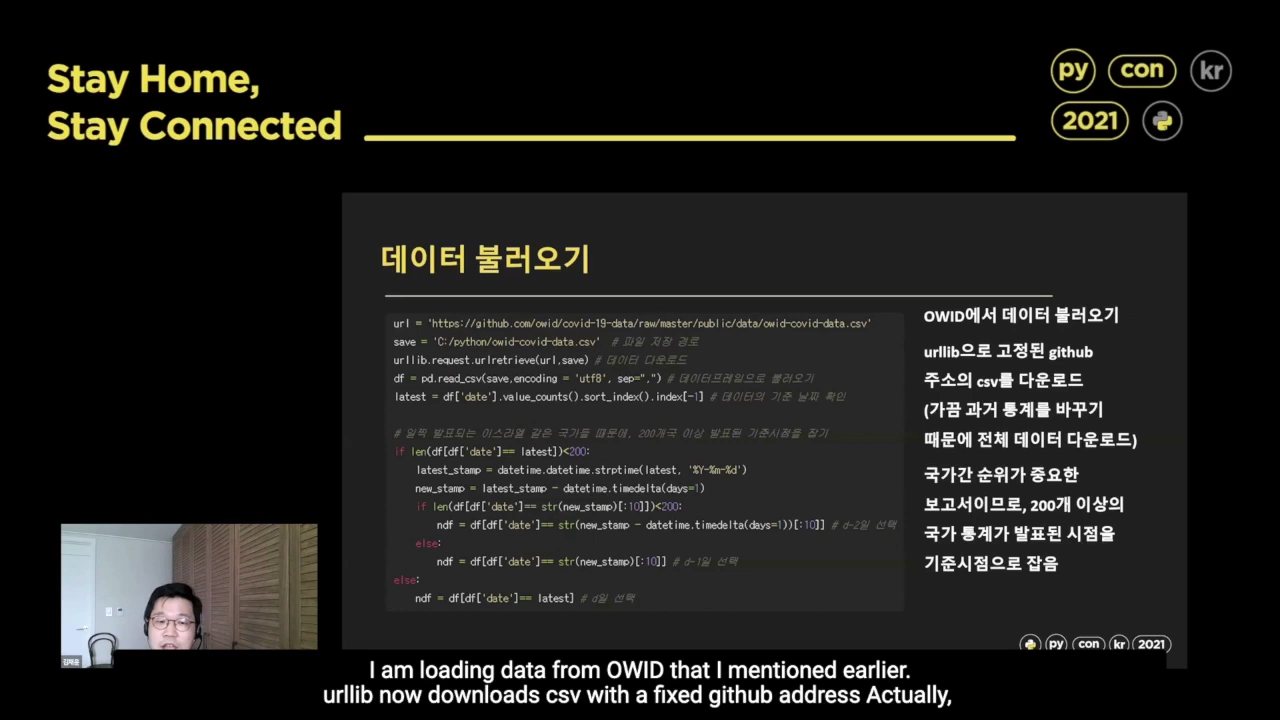 Stay Home,
Stay Connected
py con kr
2021
데이터 불러오기
url = 'https://github.com/owid/covid-19-data/raw/master/public/data/owid-covid-data.csv'
save = 'C:/python/owid-covid-data.csv' # 파일 저장 경로
urllib.request.urlretrieve(url,save) # 데이터 다운로드
df = pd.read_csv(save,encoding = 'utf8', sep=",") # 데이터프레임으로 불러오기
latest = df['date'].value_counts().sort_index().index[-1] # 데이터의 기준 날짜 확인
# 일찍 발표되는 이스라엘 같은 국가들 때문에, 200개국 이상 발표된 기준시점을 잡기
if len(df[df['date']== latest])<200:
latest_stamp = datetime.datetime.strptime(latest, '%Y-%m-%d')
new_stamp = latest_stamp - datetime.timedelta(days=1)
if len(df[df['date']== str(new_stamp)[:10]])<200:
ndf = df[df['date']== str(new_stamp - datetime.timedelta(days=1))[:10]] # d-2일 선택
else:
ndf = df[df['date']== str(new_stamp)[:10]] # d-1일 선택
else:
ndf = df[df['date']== latest] # d일 선택
OWID에서 데이터 불러오기
urllib으로 고정된 github
주소의 csv를 다운로드
(가끔 과거 통계를 바꾸기
때문에 전체 데이터 다운로드)
국가간 순위가 중요한
보고서이므로, 200개 이상의
국가 통계가 발표된 시점을
기준시점으로 잡음
py con kr 2021
김재준
I am loading data from OWID that I mentioned earlier.
urllib now downloads csv with a fixed github address Actually,